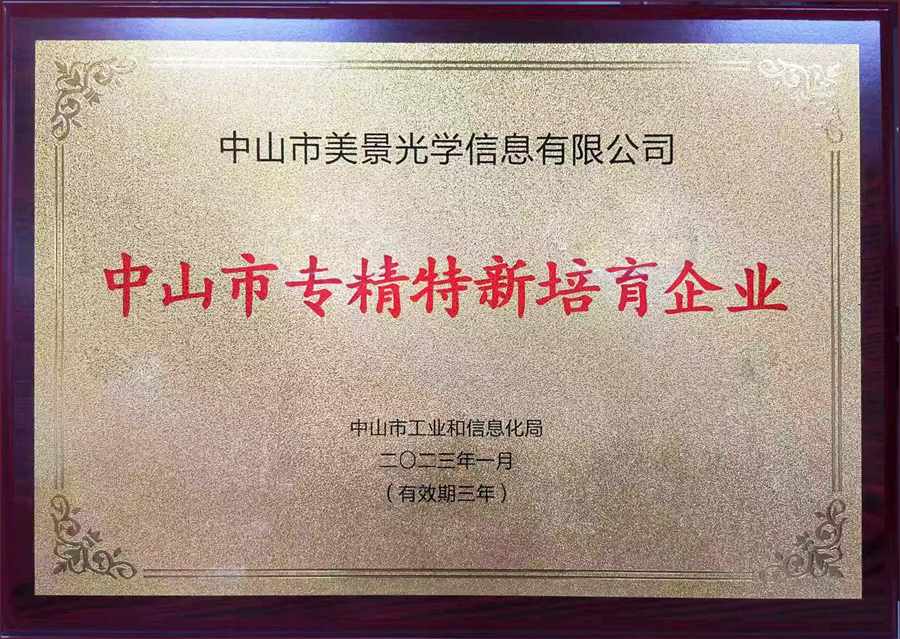 中山市美景光学信息有限公司
中山市专精特新培育企业
中山市工业和信息化局
二〇二三年一月
（有效期三年）